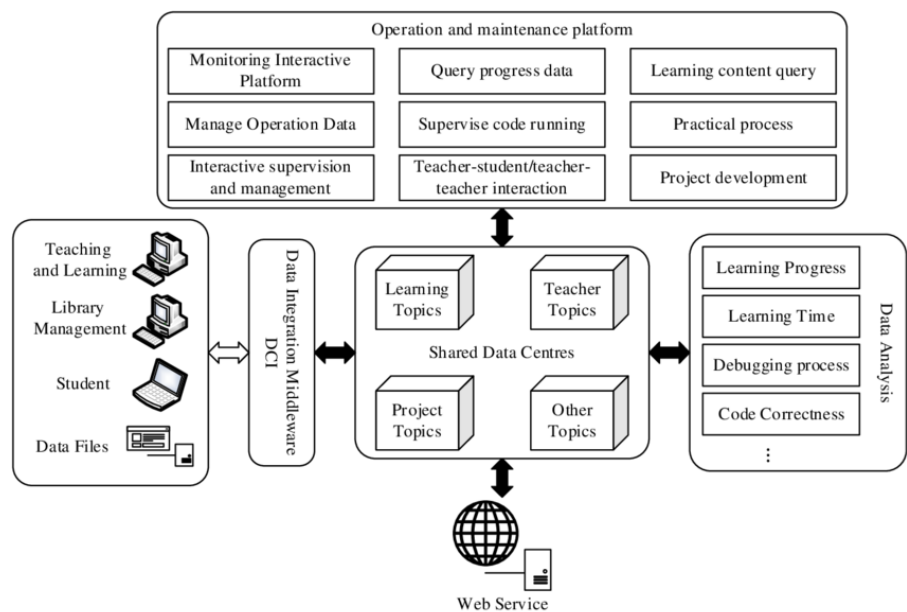 Operation and maintenance platform
Monitoring Interactive
Platform
Query progress data
Learning content query
Manage Operation Data
Supervise code running
Practical process
Interactive supervision
and management
Teacher-student/teacher-
teacher interaction
Project development
Teaching
and Learning
Library
Management
Student
Data Files
Data Integration Middleware
DCI
Learning
Topics
Teacher
Topics
Shared Data Centres
Project
Topics
Other
Topics
Learning Progress
Learning Time
Debugging process
Code Correctness
...
Data Analysis
Web Service